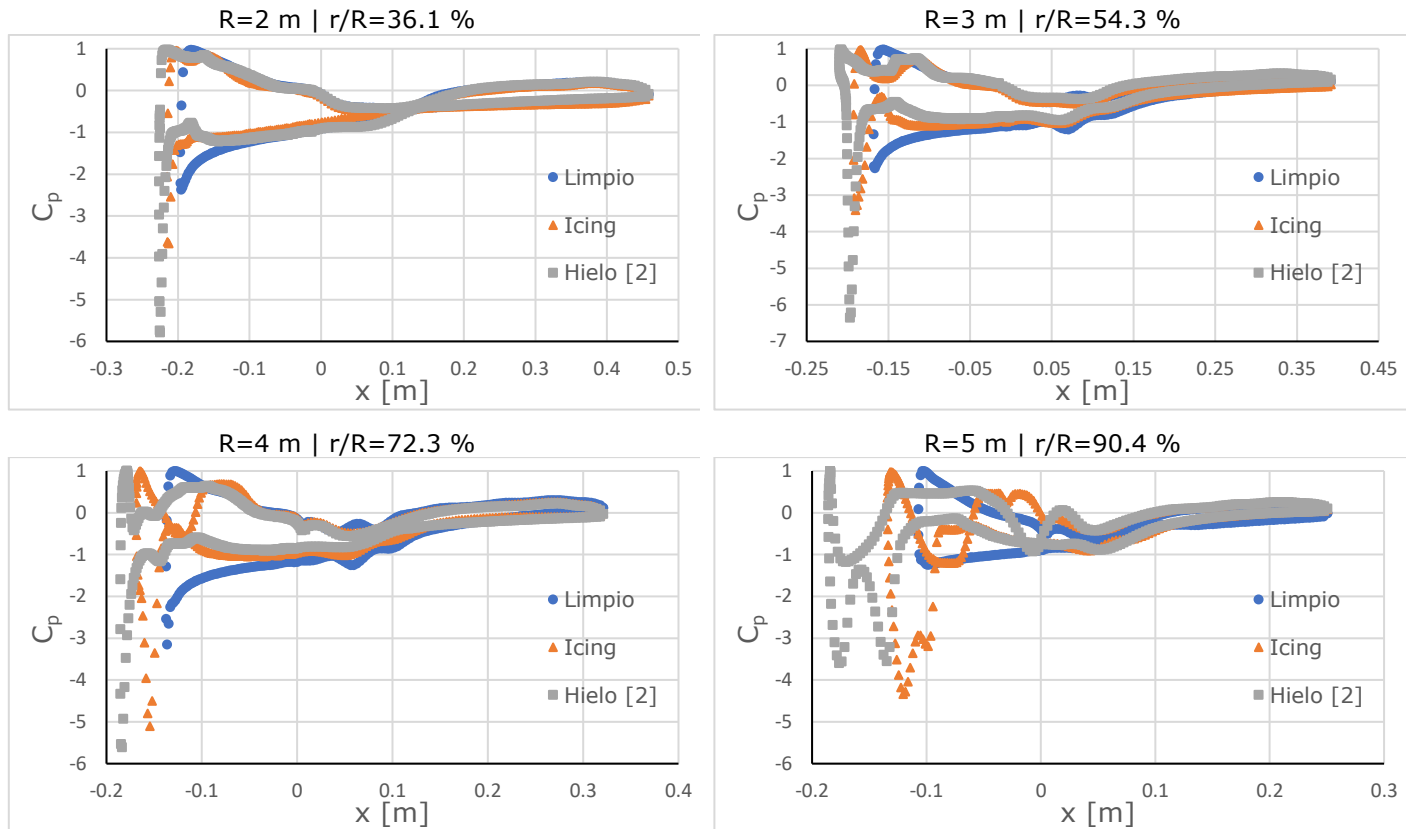 R=2 m | r/R=36.1 %
1
0
-1
-2
-3
-4
-5
-6
-0.3
-0.2
-0.1
0
0.1
0.2
0.3
0.4
0.5
Cp
x [m]
Limpio
Icing
Hielo [2]
R=3 m | r/R=54.3 %
1
0
-1
-2
-3
-4
-5
-6
-7
-0.25
-0.15
-0.05
0.05
0.15
0.25
0.35
0.45
Cp
x [m]
Limpio
Icing
Hielo [2]
R=4 m | r/R=72.3 %
1
0
-1
-2
-3
-4
-5
-6
-0.2
-0.1
0
0.1
0.2
0.3
0.4
Cp
x [m]
Limpio
Icing
Hielo [2]
R=5 m | r/R=90.4 %
1
0
-1
-2
-3
-4
-5
-6
-0.2
-0.1
0
0.1
0.2
0.3
Cp
x [m]
Limpio
Icing
Hielo [2]